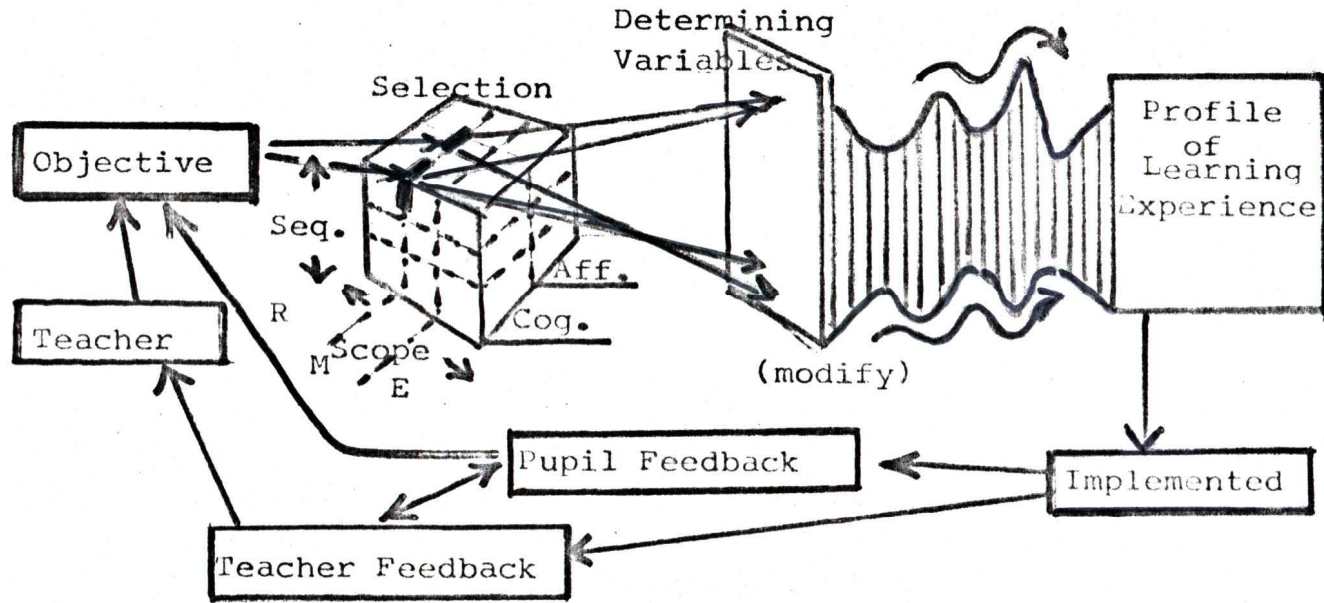 Determining
Variables
Selection
Objective
Profile
of
Learning
Experience
Seq.
Aff.
R
Cog.
Teacher
Scope
M
E
(modify)
Pupil Feedback
Implemented
Teacher Feedback